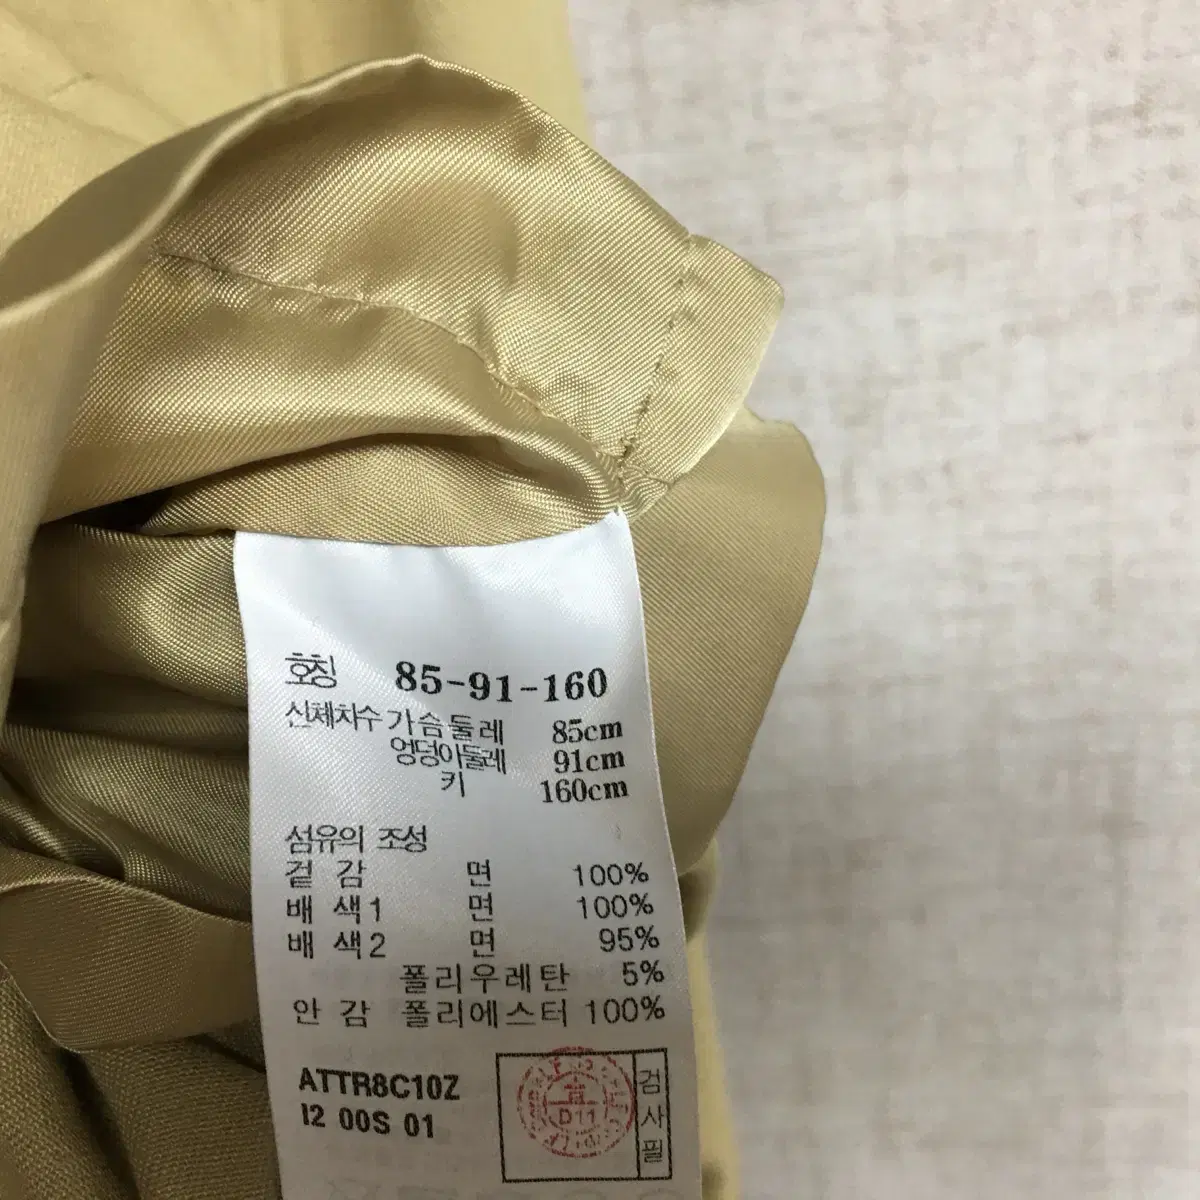 호칭 85-91-160
신체치수 가슴둘레 85cm
엉덩이둘레 91cm
키 160cm
섬유의 조성
겉 감 면 100%
배 색1 면 100%
배 색2 면 95%
폴리우레탄 5%
안 감 폴리에스터 100%
ATTR8C10Z
I2 00S 01
검사필
D11